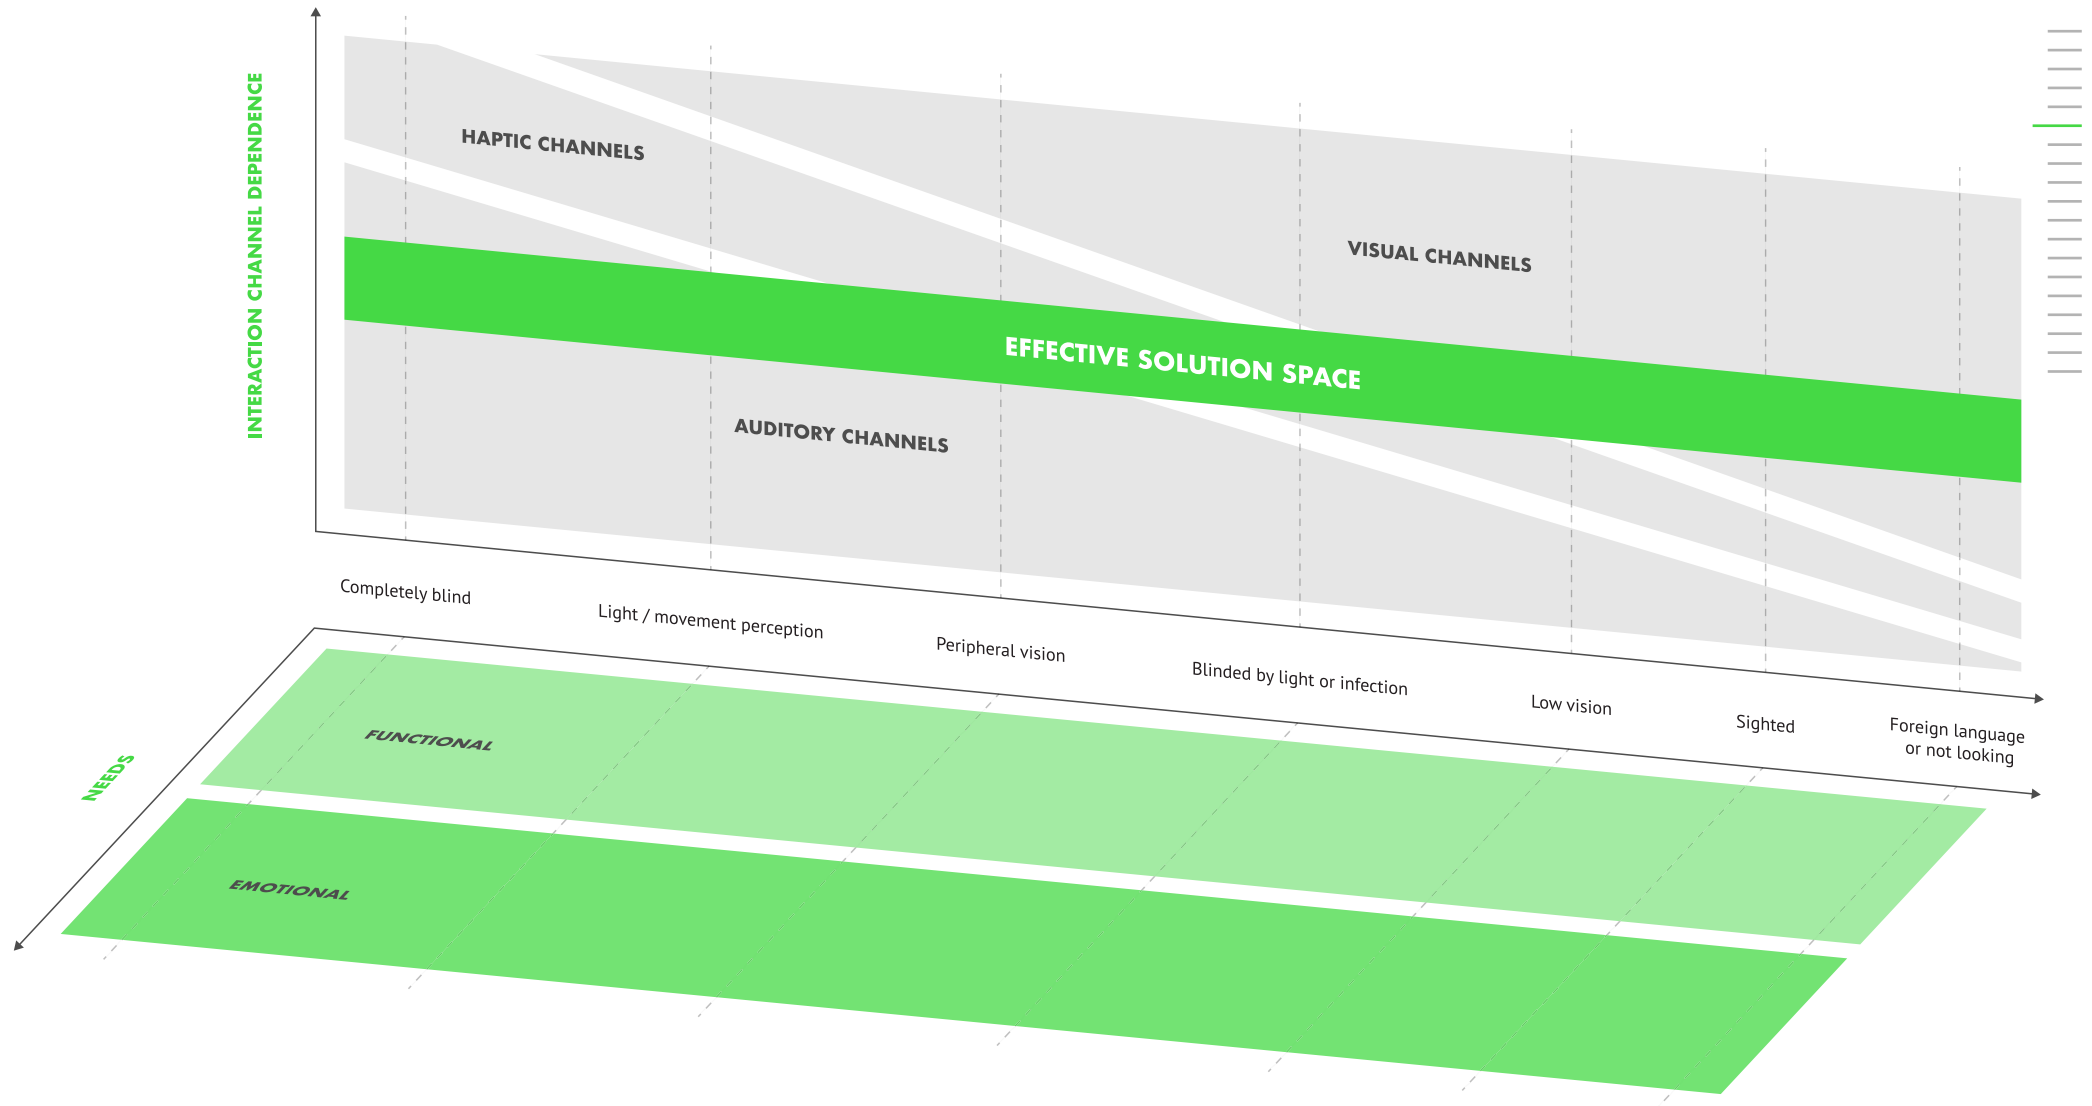 INTERACTION CHANNEL DEPENDENCE
HAPTIC CHANNELS
VISUAL CHANNELS
EFFECTIVE SOLUTION SPACE
AUDITORY CHANNELS
Completely blind
Light / movement perception
Peripheral vision
Blinded by light or infection
Low vision
Sighted
Foreign language
or not looking
NEEDS
FUNCTIONAL
EMOTIONAL